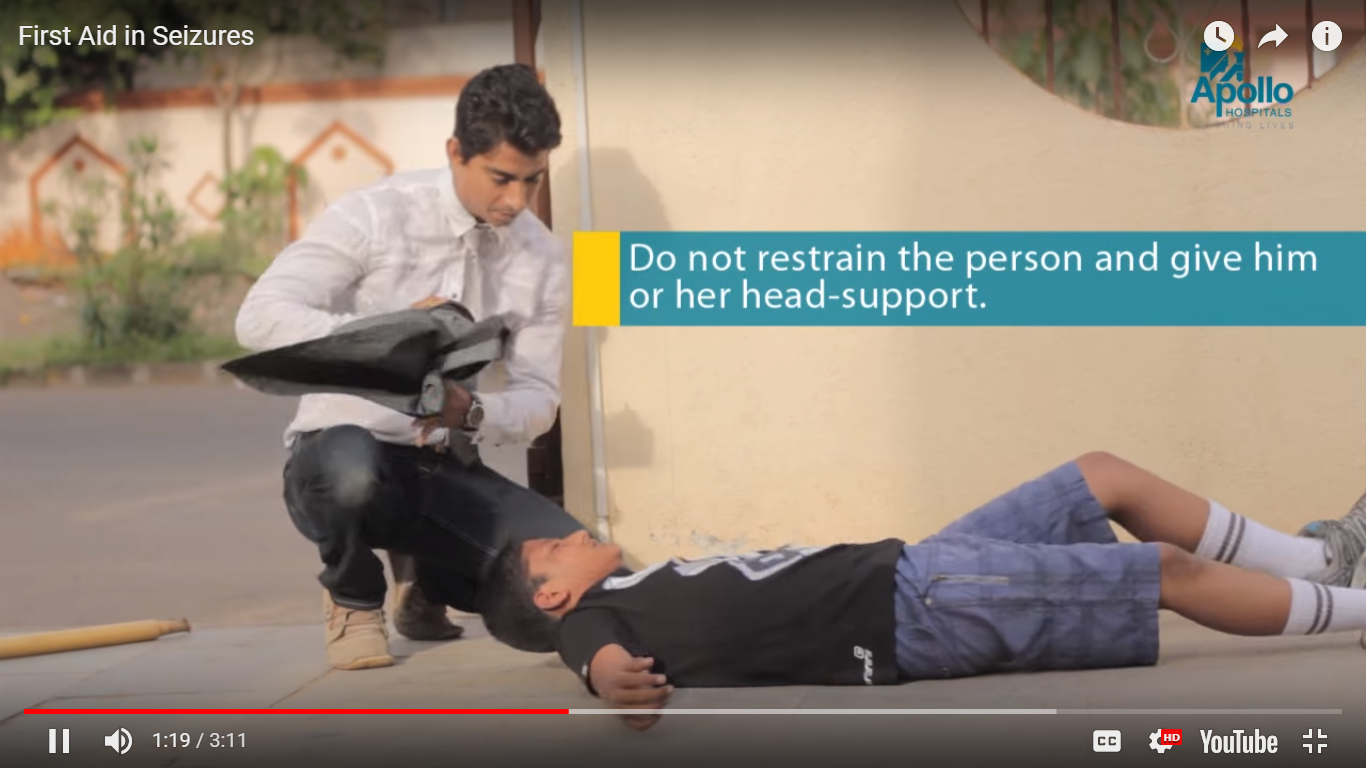 First Aid in Seizures
Apollo
HOSPITALS
Do not restrain the person and give him
or her head-support.
1:19 / 3:11
CC
HD
YouTube